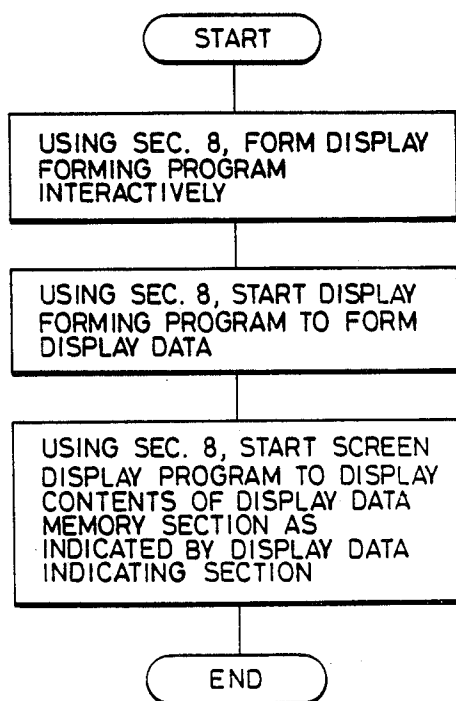 START
USING SEC. 8, FORM DISPLAY
FORMING PROGRAM
INTERACTIVELY
USING SEC. 8, START DISPLAY
FORMING PROGRAM TO FORM
DISPLAY DATA
USING SEC. 8, START SCREEN
DISPLAY PROGRAM TO DISPLAY
CONTENTS OF DISPLAY DATA
MEMORY SECTION AS
INDICATED BY DISPLAY DATA
INDICATING SECTION
END